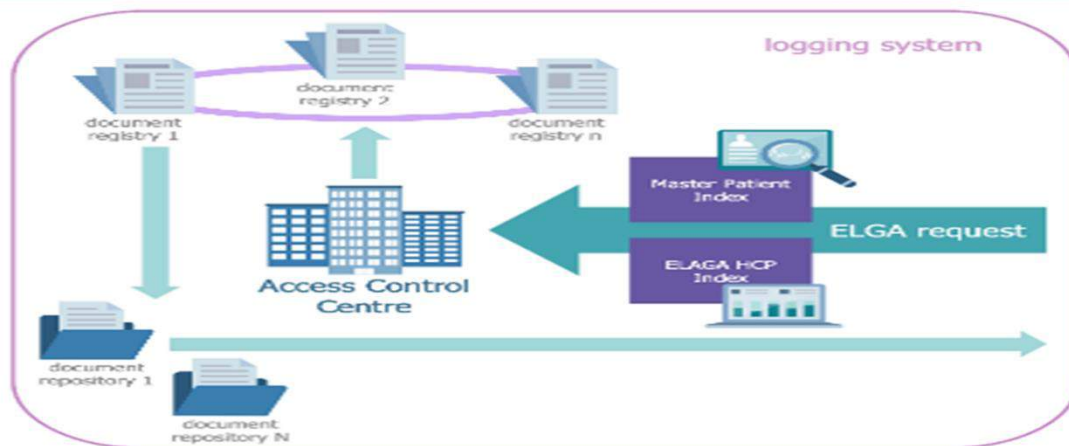 logging system
document
registry 1
document
registry 2
document
registry n
Master Patient
Index
ELGA request
ELAGA HCP
Index
Access Control
Centre
document
repository 1
document
repository N